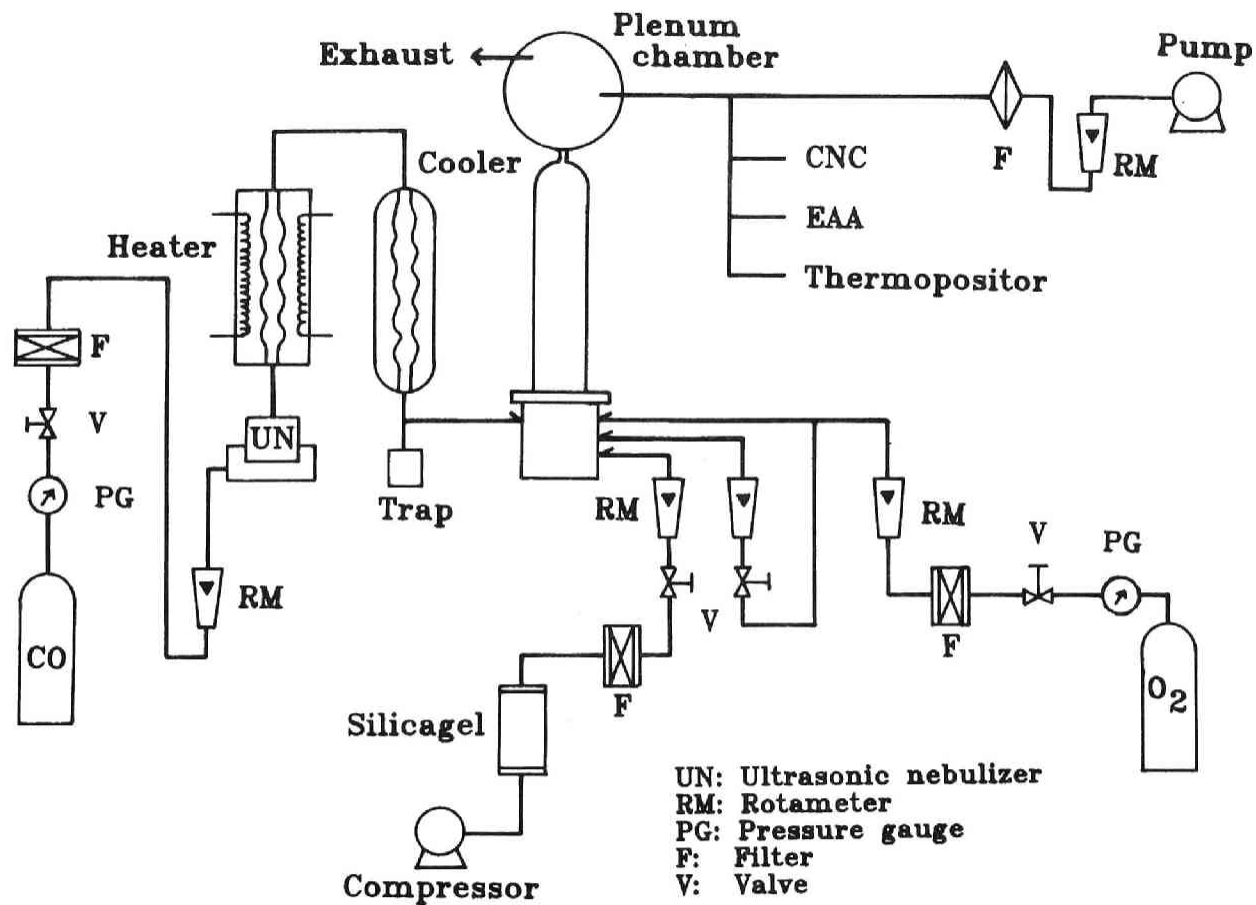 Plenum
chamber
Exhaust
Pump
Cooler
CNC
F
RM
EAA
Heater
Thermopositor
F
V
UN
PG
Trap
RM
RM
V
PG
RM
V
CO
F
F
O2
Silicagel
UN: Ultrasonic nebulizer
RM: Rotameter
PG: Pressure gauge
F: Filter
V: Valve
Compressor